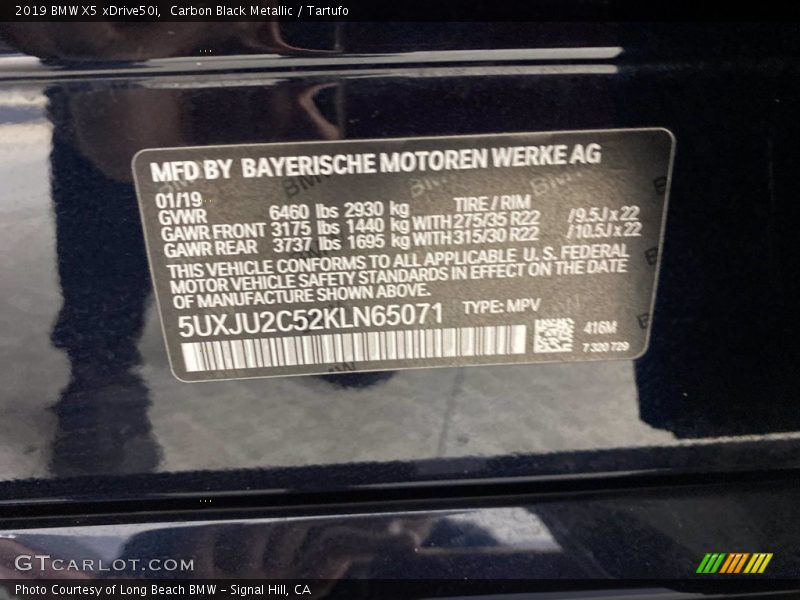 2019 BMW X5 xDrive50i,  Carbon Black Metallic / Tartufo
MFD BY BAYERISCHE MOTOREN WERKE AG
01/19
GVWR 6460 lbs 2930 kg TIRE / RIM
GAWR FRONT 3175 lbs 1440 kg WITH 275/35 R22 /9.5J x 22
GAWR REAR 3737 lbs 1695 kg WITH 315/30 R22 /10.5J x 22
THIS VEHICLE CONFORMS TO ALL APPLICABLE U.S. FEDERAL
MOTOR VEHICLE SAFETY STANDARDS IN EFFECT ON THE DATE
OF MANUFACTURE SHOWN ABOVE.
5UXJU2C52KLN65071 TYPE: MPV
416M
7 320 729
GTCARLOT.COM
Photo Courtesy of Long Beach BMW – Signal Hill, CA